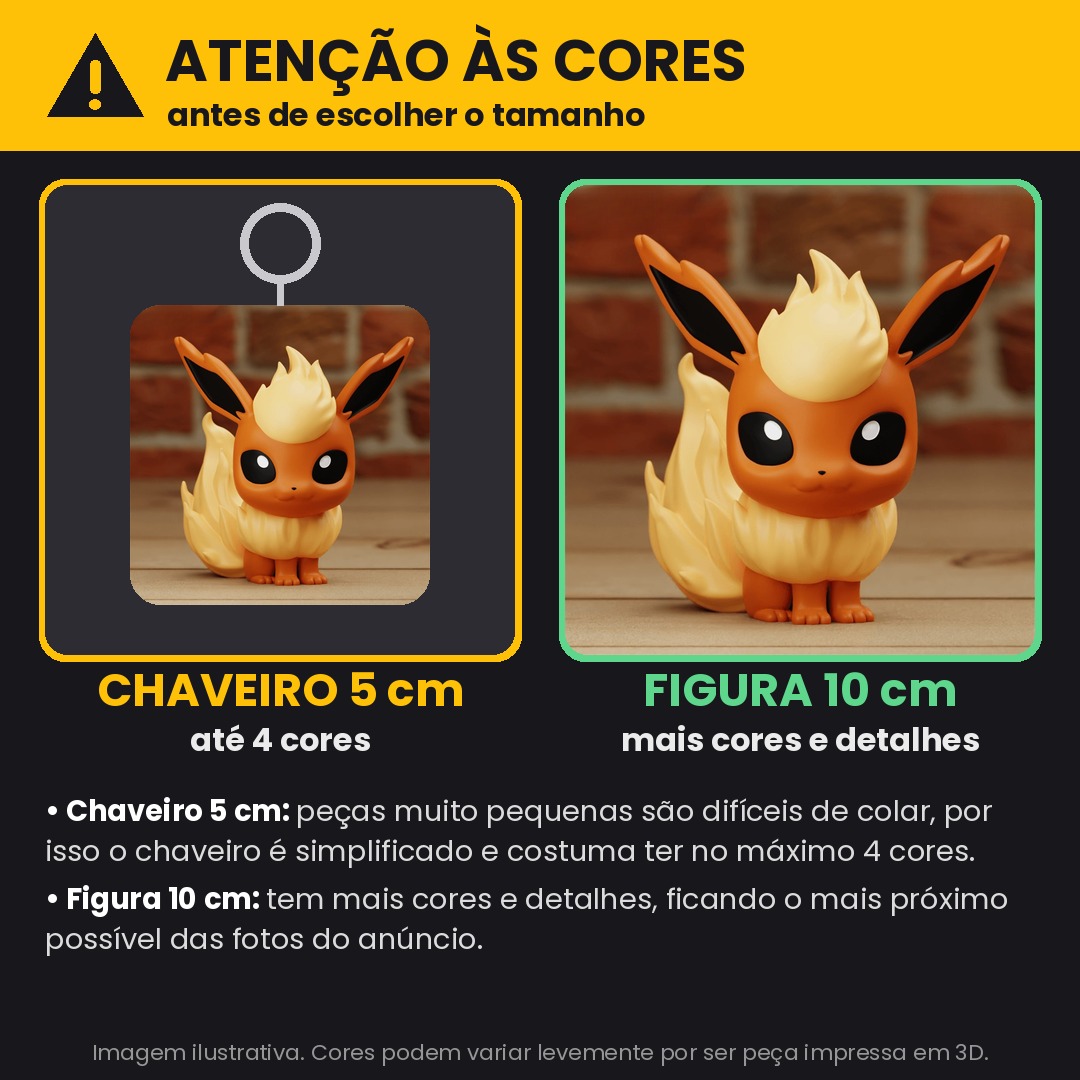 ATENÇÃO ÀS CORES
antes de escolher o tamanho
CHAVEIRO 5 cm
até 4 cores
FIGURA 10 cm
mais cores e detalhes
• Chaveiro 5 cm: peças muito pequenas são difíceis de colar, por
isso o chaveiro é simplificado e costuma ter no máximo 4 cores.
• Figura 10 cm: tem mais cores e detalhes, ficando o mais próximo
possível das fotos do anúncio.
Imagem ilustrativa. Cores podem variar levemente por ser peça impressa em 3D.